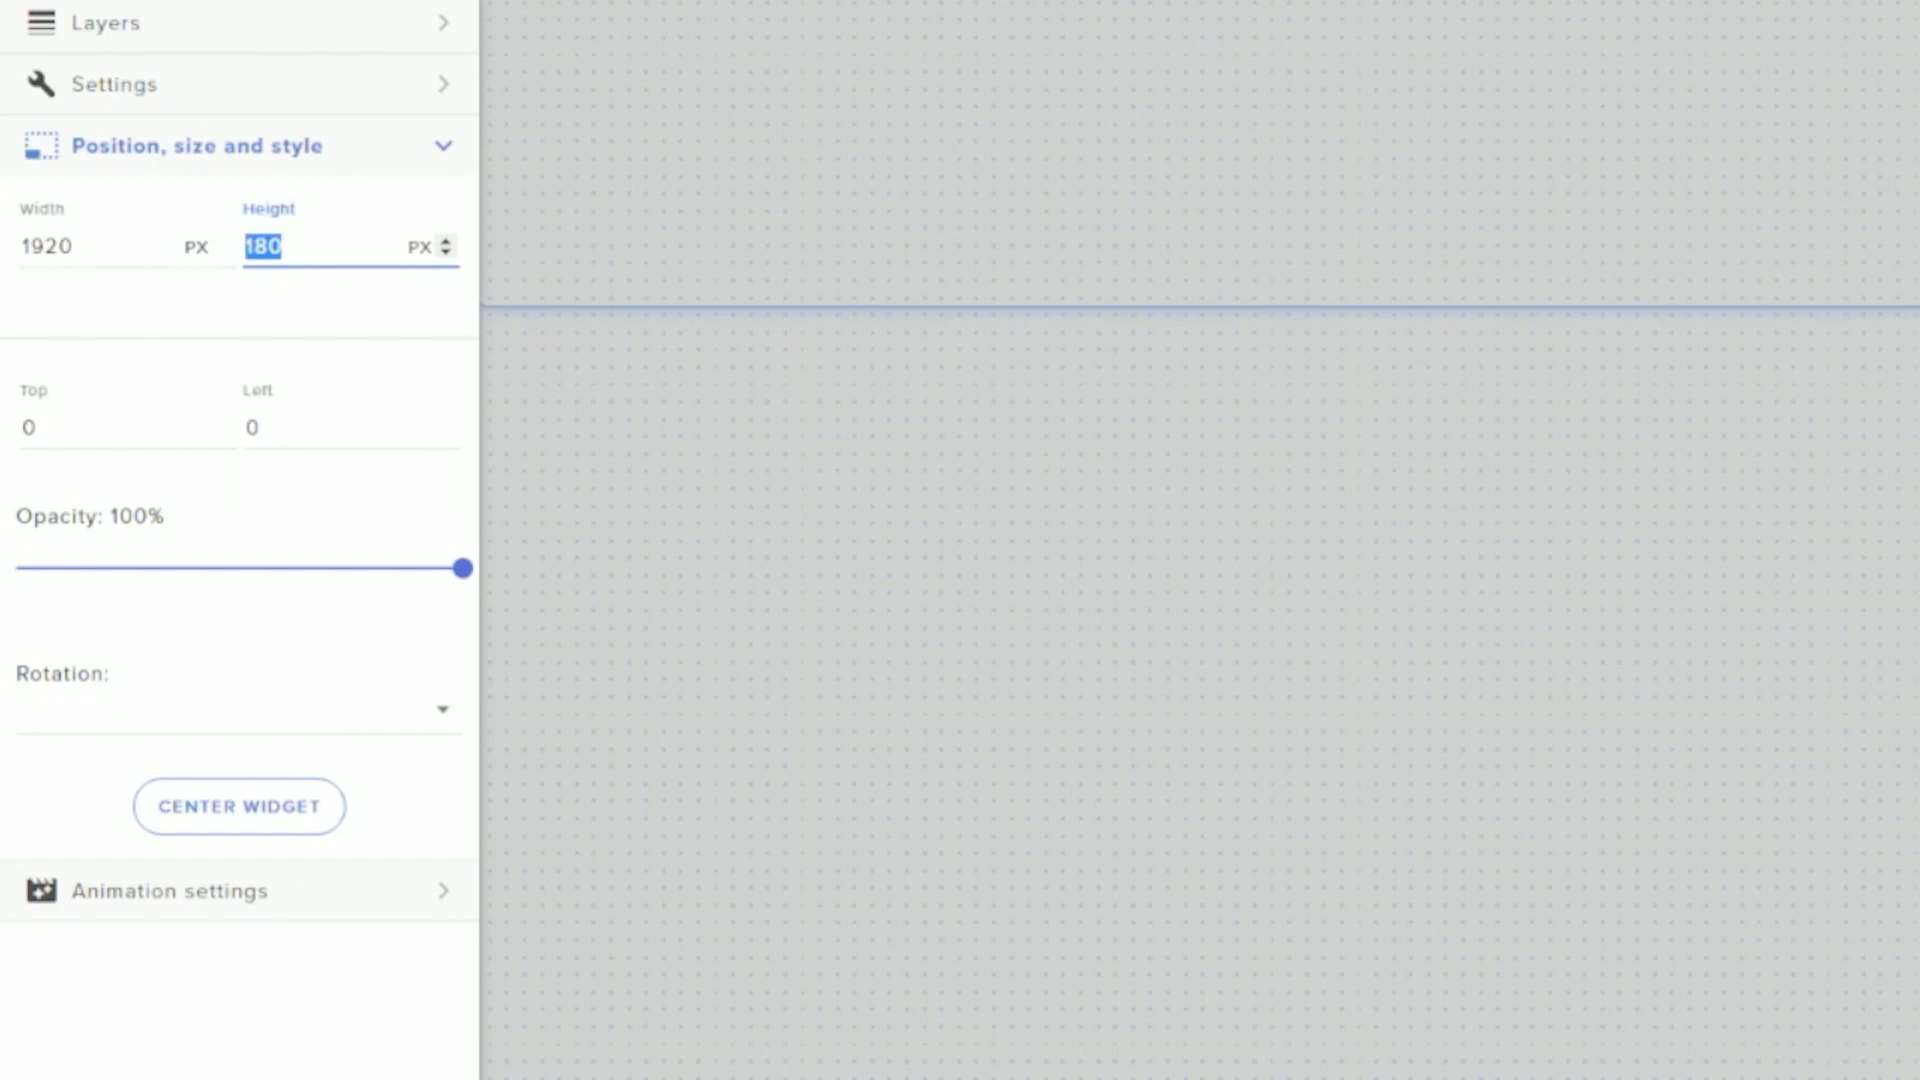 Layers
Settings
Position, size and style
Width Height
1920 PX 180 PX
Top Left
0 0
Opacity: 100%
Rotation:
CENTER WIDGET
Animation settings